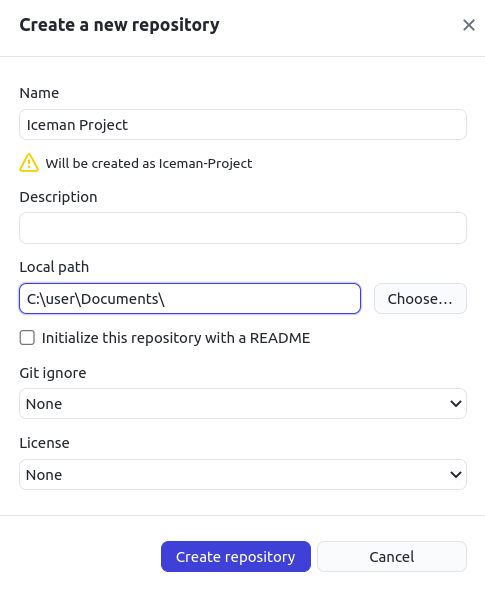 Create a new repository
Name
Iceman Project
Will be created as Iceman-Project
Description
Local path
C:\user\Documents\
Choose...
Initialize this repository with a README
Git ignore
None
License
None
Create repository
Cancel